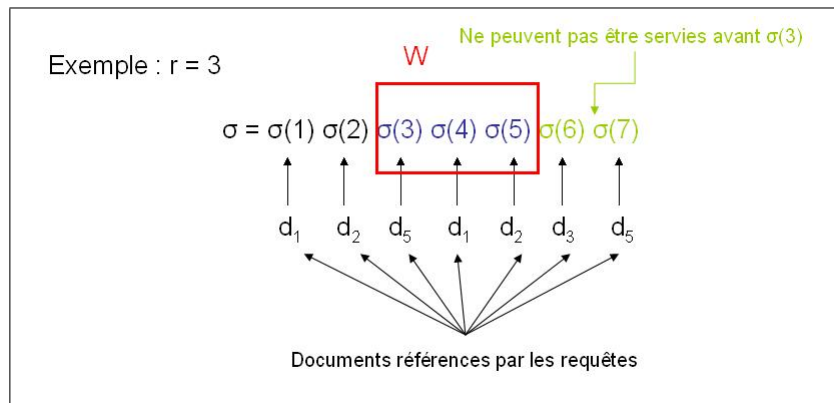 Ne peuvent pas être servies avant σ(3)
Exemple : r = 3
W
σ = σ(1) σ(2) σ(3) σ(4) σ(5) σ(6) σ(7)
d₁ d₂ d₅ d₁ d₂ d₃ d₅
Documents référencés par les requêtes